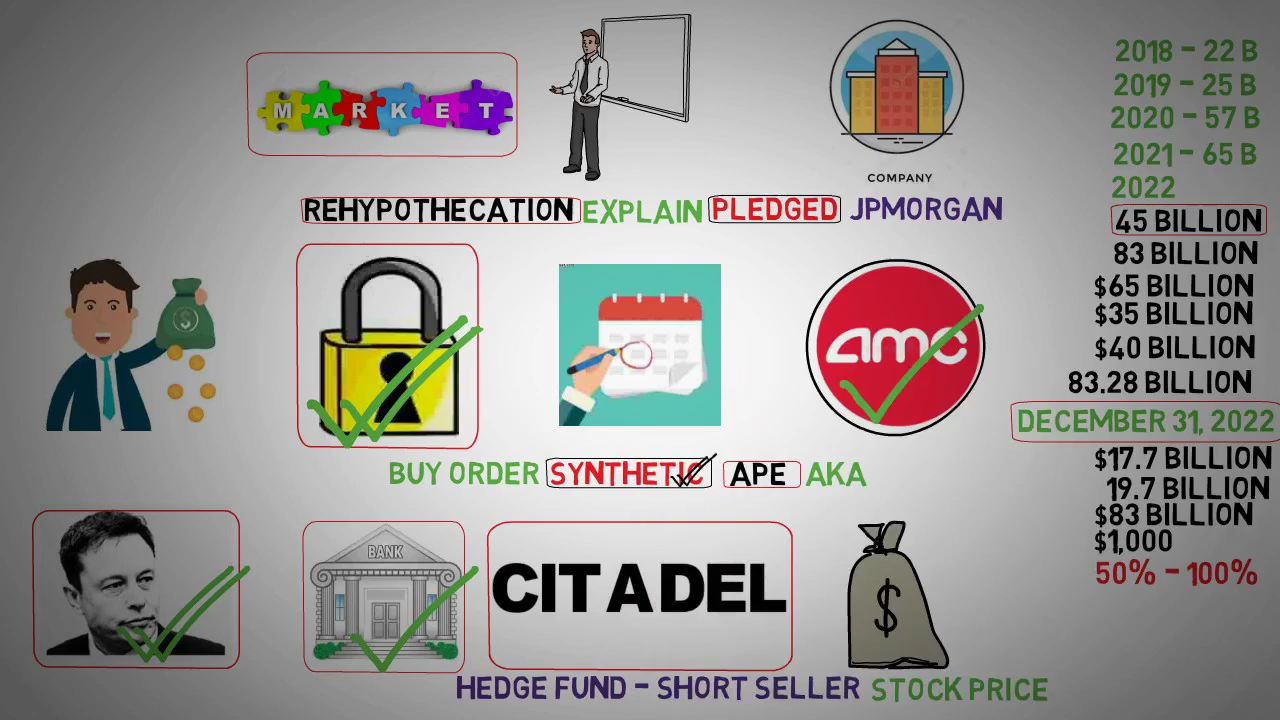 MARKET
COMPANY
REHYPOTHECATION EXPLAIN PLEDGED JPMORGAN
amc
BUY ORDER SYNTHETIC APE AKA
BANK
CITADEL
$
HEDGE FUND - SHORT SELLER STOCK PRICE
2018 - 22 B
2019 - 25 B
2020 - 57 B
2021 - 65 B
2022
45 BILLION
83 BILLION
$65 BILLION
$35 BILLION
$40 BILLION
83.28 BILLION
DECEMBER 31, 2022
$17.7 BILLION
19.7 BILLION
$83 BILLION
$1,000
50% - 100%